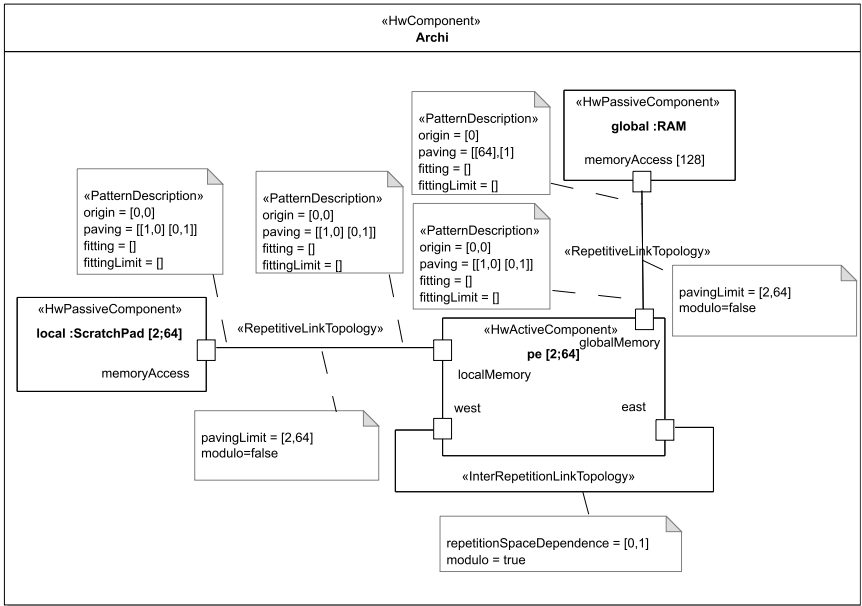 «HwComponent»
Archi
«PatternDescription»
origin = [0]
paving = [[64],[1]
fitting = []
fittingLimit = []
«HwPassiveComponent»
global :RAM
memoryAccess [128]
«PatternDescription»
origin = [0,0]
paving = [[1,0] [0,1]]
fitting = []
fittingLimit = []
«PatternDescription»
origin = [0,0]
paving = [[1,0] [0,1]]
fitting = []
fittingLimit = []
«PatternDescription»
origin = [0,0]
paving = [[1,0] [0,1]]
fitting = []
fittingLimit = []
«RepetitiveLinkTopology»
pavingLimit = [2,64]
modulo=false
«HwPassiveComponent»
local :ScratchPad [2;64]
memoryAccess
«RepetitiveLinkTopology»
«HwActiveComponent»
pe [2;64]
globalMemory
localMemory
west
east
pavingLimit = [2,64]
modulo=false
«InterRepetitionLinkTopology»
repetitionSpaceDependence = [0,1]
modulo = true